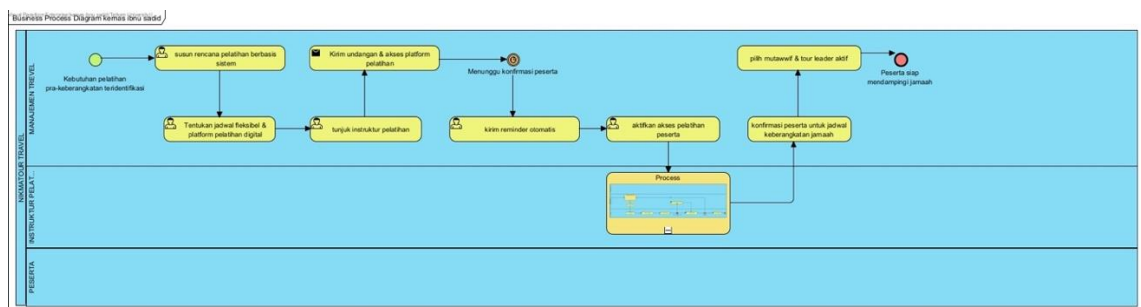 Business Process Diagram kemas ibnu sadid
NIKMATOUR TRAVEL
MANAJEMEN TREVEL
INSTRUKTUR PELAT...
PESERTA
Kebutuhan pelatihan
pra-keberangkatan teridentifikasi
susun rencana pelatihan berbasis
sistem
Tentukan jadwal fleksibel &
platform pelatihan digital
tunjuk instruktur pelatihan
Kirim undangan & akses platform
pelatihan
Menunggu konfirmasi peserta
kirim reminder otomatis
aktifkan akses pelatihan
peserta
Process
konfirmasi peserta untuk jadwal
keberangkatan jamaah
pilih mutawwif & tour leader aktif
Peserta siap
mendampingi jamaah